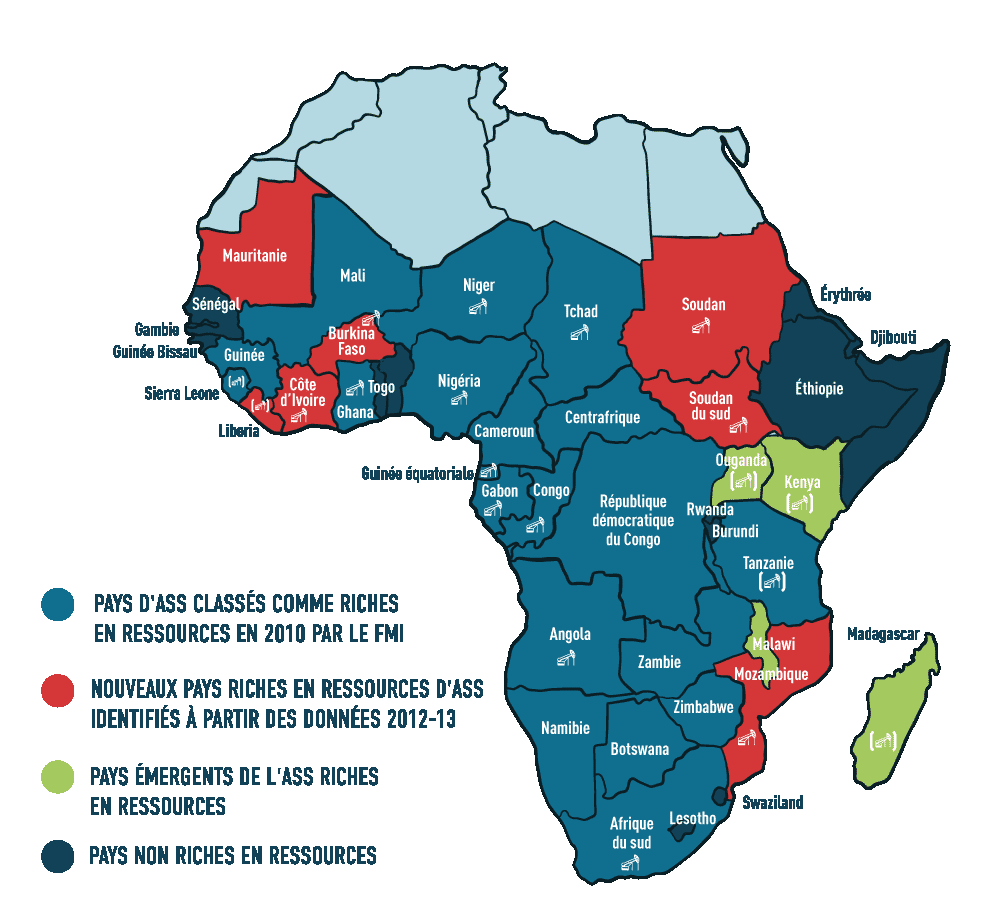 Mauritanie
Mali
Niger
Tchad
Soudan
Érythrée
Djibouti
Sénégal
Gambie
Guinée Bissau
Guinée
Sierra Leone
Liberia
Côte
d'Ivoire
Burkina
Faso
Ghana
Togo
Nigéria
Cameroun
Centrafrique
Soudan
du sud
Éthiopie
Guinée équatoriale
Gabon
Congo
République
démocratique
du Congo
Ouganda
Kenya
Rwanda
Burundi
Tanzanie
Angola
Zambie
Malawi
Mozambique
Madagascar
Namibie
Zimbabwe
Botswana
Swaziland
Lesotho
Afrique
du sud
PAYS D'ASS CLASSÉS COMME RICHES
EN RESSOURCES EN 2010 PAR LE FMI
NOUVEAUX PAYS RICHES EN RESSOURCES D'ASS
IDENTIFIÉS À PARTIR DES DONNÉES 2012-13
PAYS ÉMERGENTS DE L'ASS RICHES
EN RESSOURCES
PAYS NON RICHES EN RESSOURCES